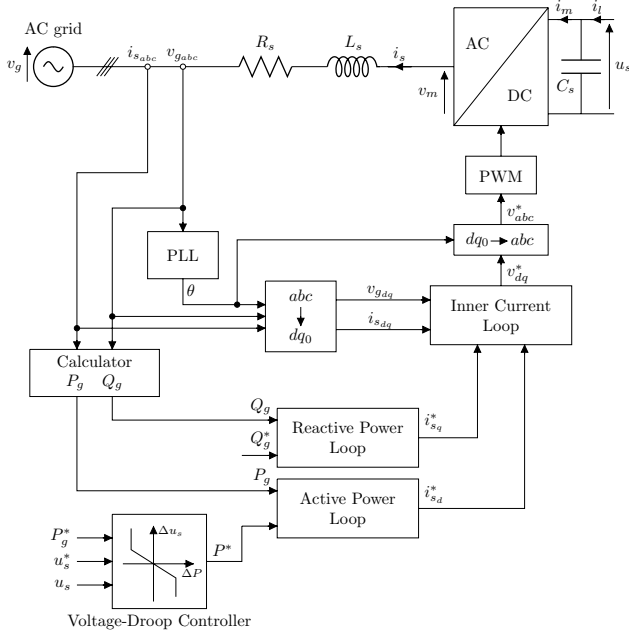 AC grid
v_g
i_{s_{abc}}
v_{g_{abc}}
R_s
L_s
i_s
v_m
AC
DC
i_m
i_l
C_s
u_s
PWM
v^*_{abc}
dq_0 → abc
v^*_{dq}
PLL
θ
abc
↓
dq_0
v_{g_{dq}}
i_{s_{dq}}
Inner Current
Loop
Calculator
P_g Q_g
Q_g
Q^*_g
Reactive Power
Loop
i^*_{s_q}
P_g
Active Power
Loop
i^*_{s_d}
P^*_g
u^*_s
u_s
Δu_s
ΔP
P^*
Voltage-Droop Controller